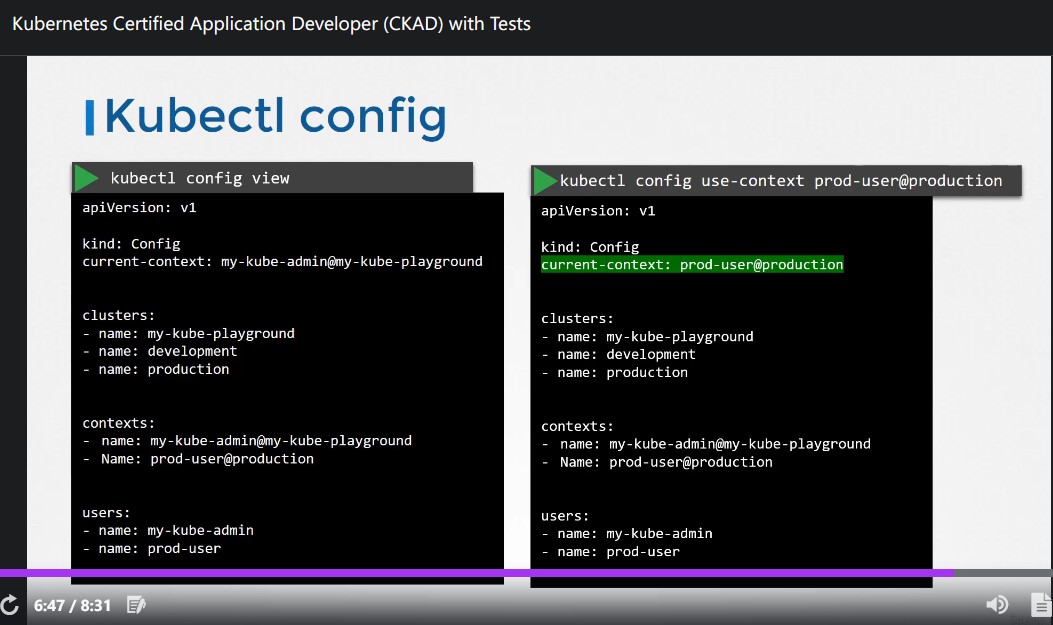 Kubernetes Certified Application Developer (CKAD) with Tests
Kubectl config
kubectl config view
apiVersion: v1
kind: Config
current-context: my-kube-admin@my-kube-playground
clusters:
- name: my-kube-playground
- name: development
- name: production
contexts:
- name: my-kube-admin@my-kube-playground
- Name: prod-user@production
users:
- name: my-kube-admin
- name: prod-user
kubectl config use-context prod-user@production
apiVersion: v1
kind: Config
current-context: prod-user@production
clusters:
- name: my-kube-playground
- name: development
- name: production
contexts:
- name: my-kube-admin@my-kube-playground
- Name: prod-user@production
users:
- name: my-kube-admin
- name: prod-user
6:47 / 8:31